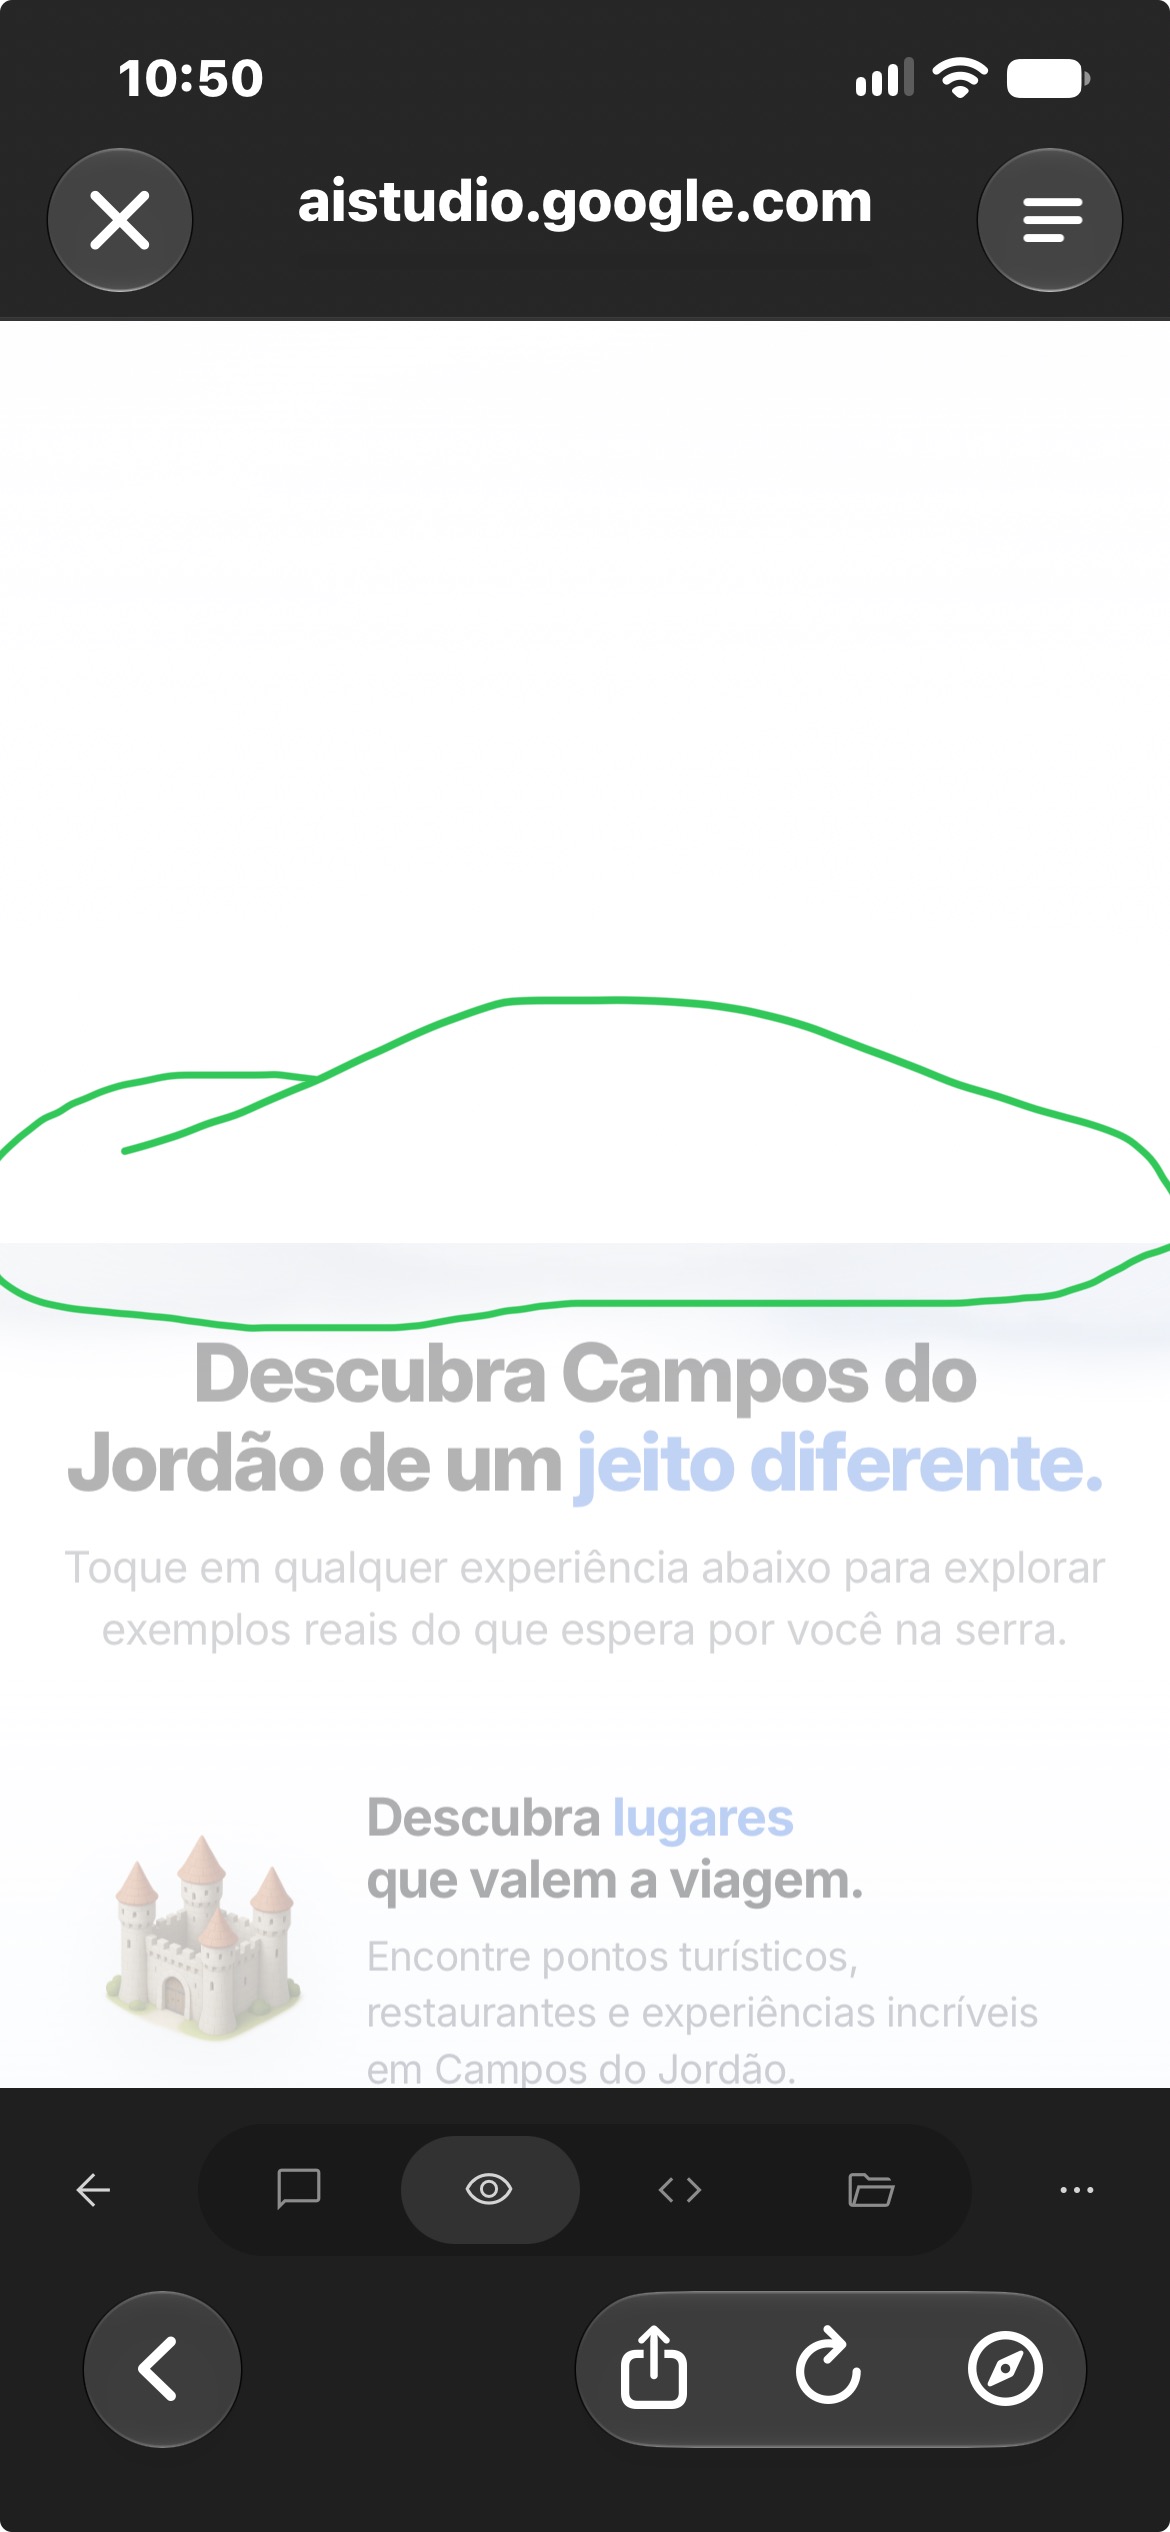 10:50
aistudio.google.com
Descubra Campos do
Jordão de um jeito diferente.
Toque em qualquer experiência abaixo para explorar
exemplos reais do que espera por você na serra.
Descubra lugares
que valem a viagem.
Encontre pontos turísticos,
restaurantes e experiências incríveis
em Campos do Jordão.